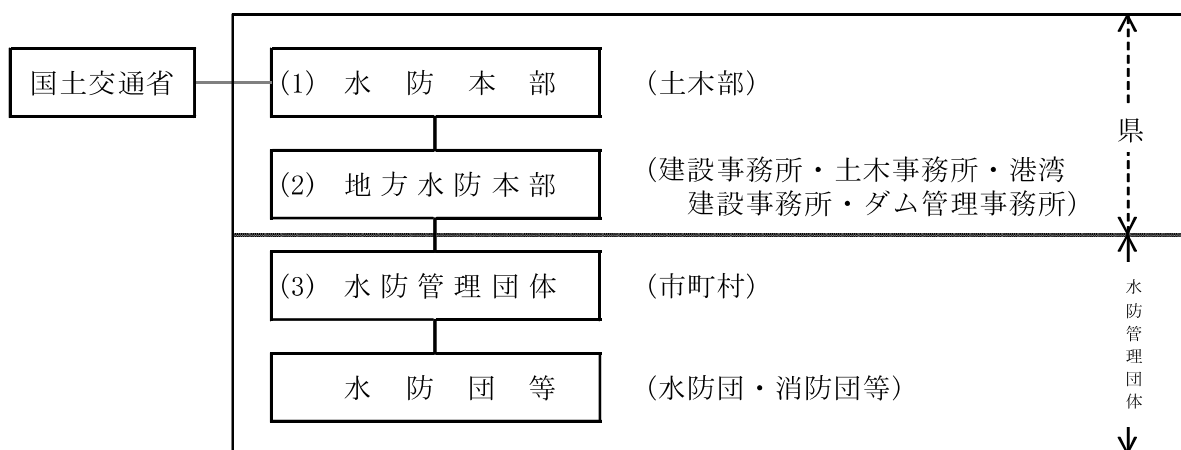 国土交通省
(1) 水防本部
(土木部)
(2) 地方水防本部
(建設事務所・土木事務所・港湾
建設事務所・ダム管理事務所)
県
(3) 水防管理団体
(市町村)
水防団等
(水防団・消防団等)
水防管理団体